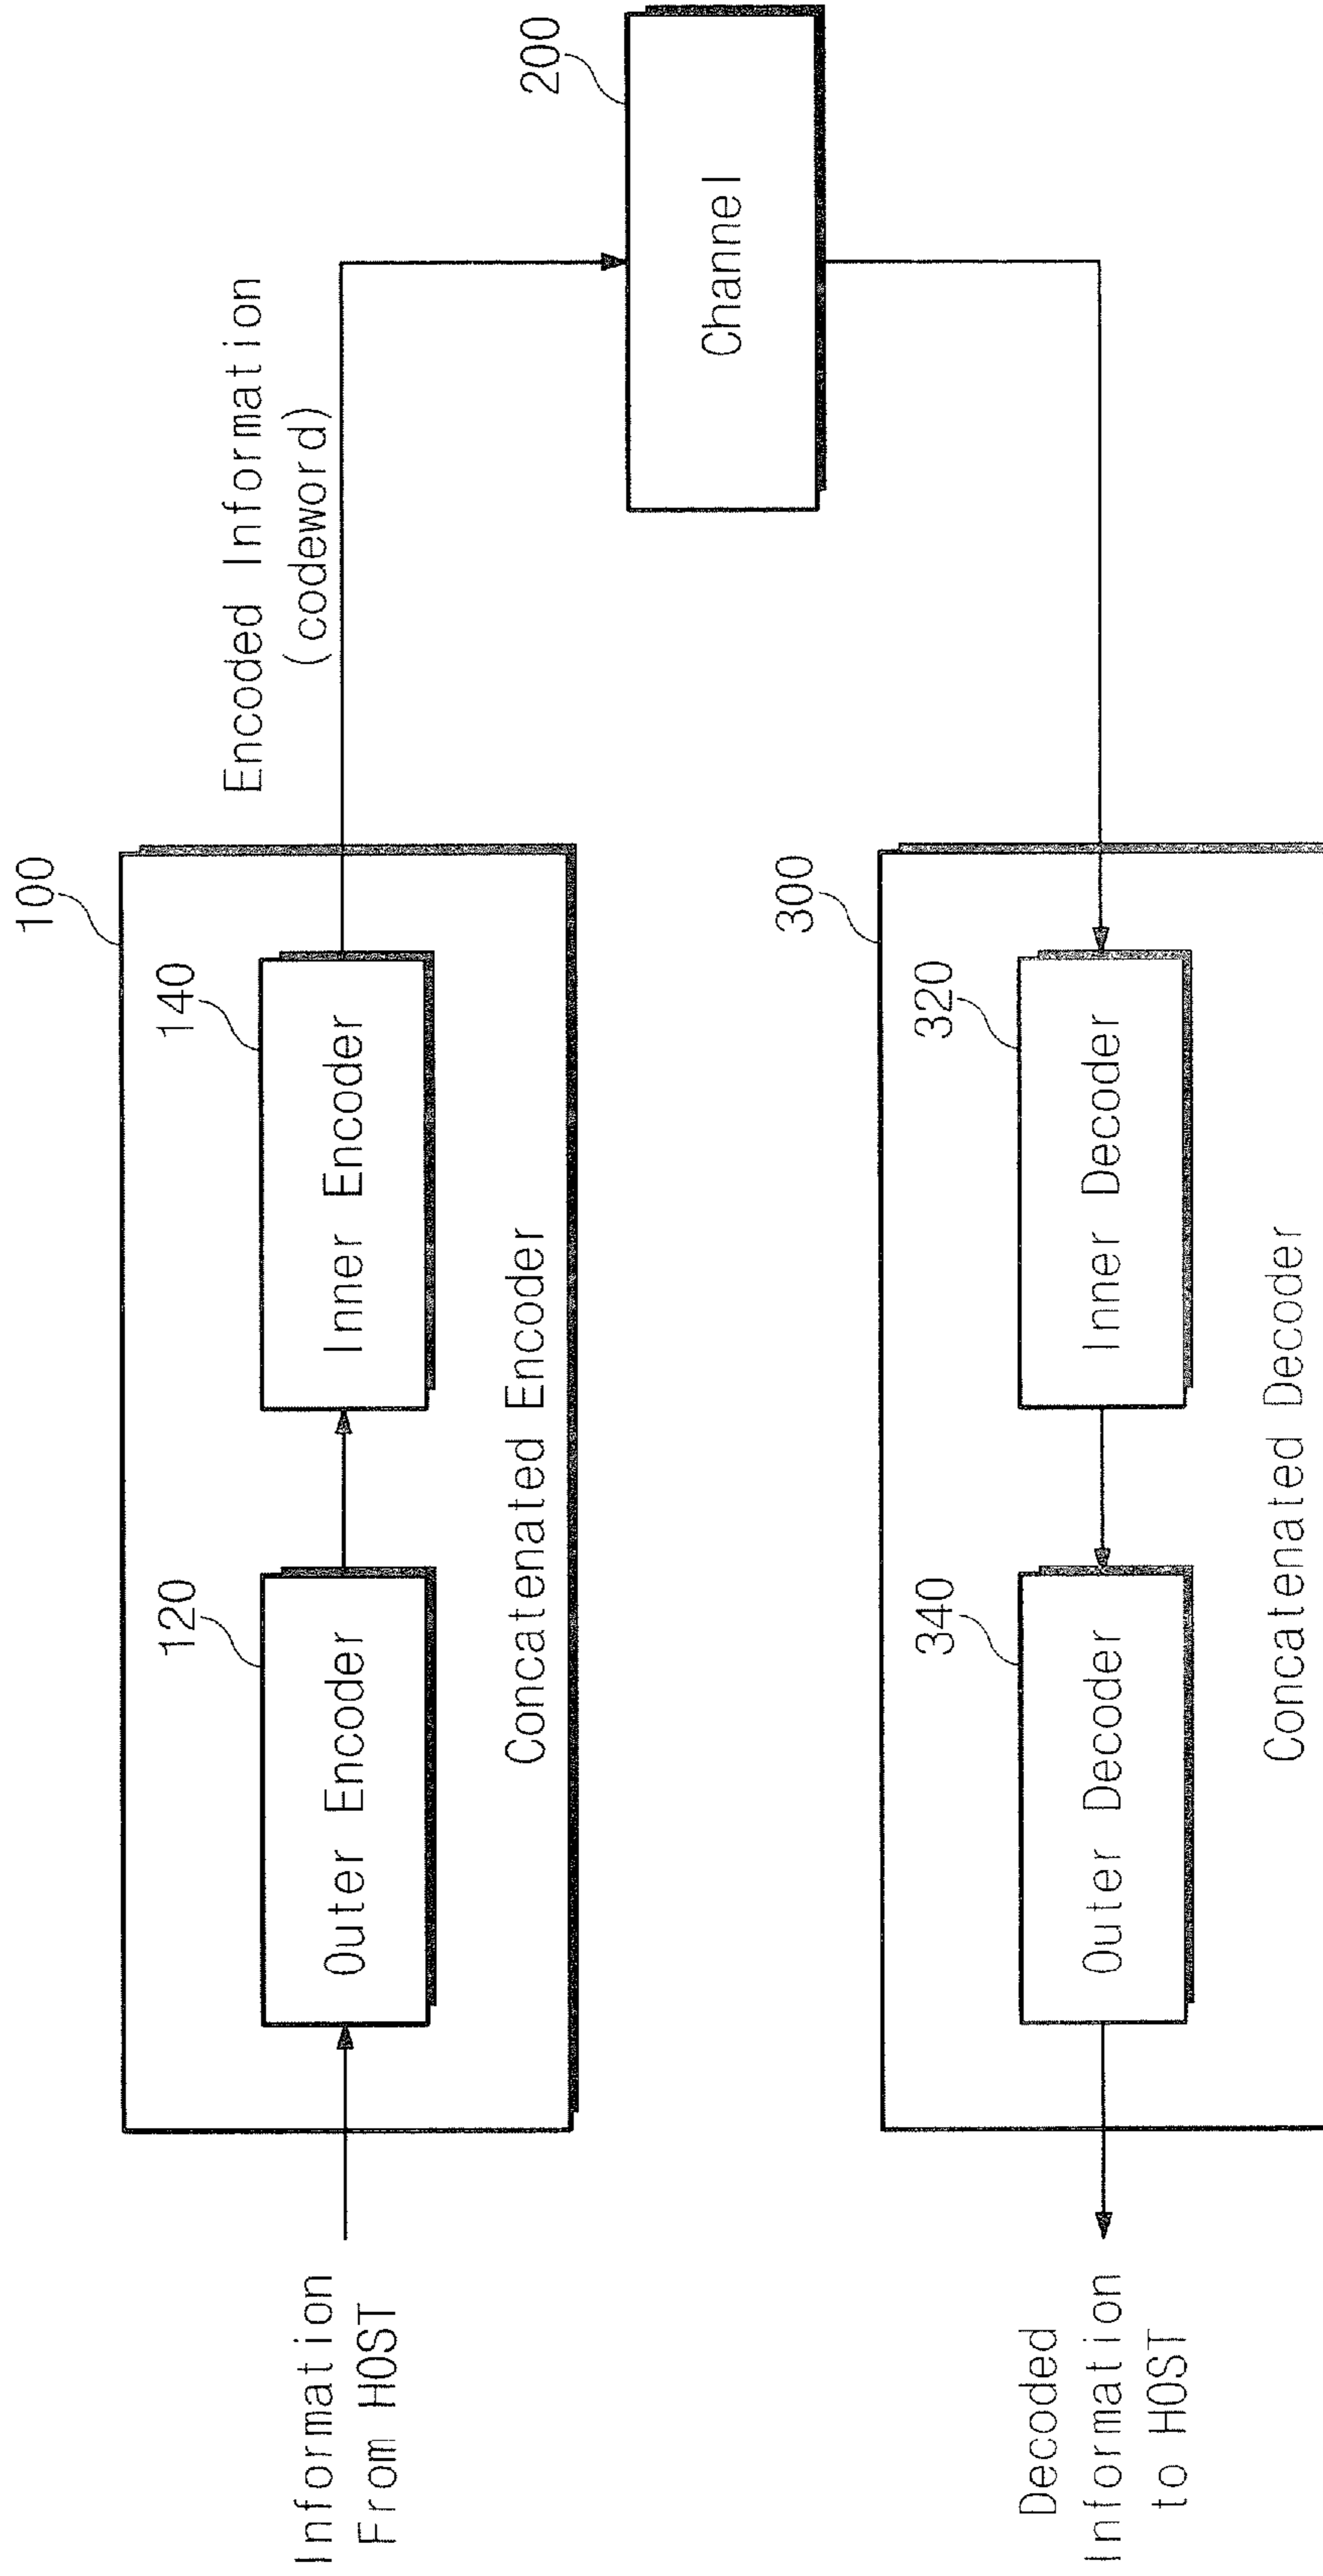 100
120
140
Outer Encoder
Inner Encoder
Concatenated Encoder
Information
From HOST
Encoded Information
(codeword)
200
Channel
300
340
320
Outer Decoder
Inner Decoder
Concatenated Decoder
Decoded
Information
to HOST